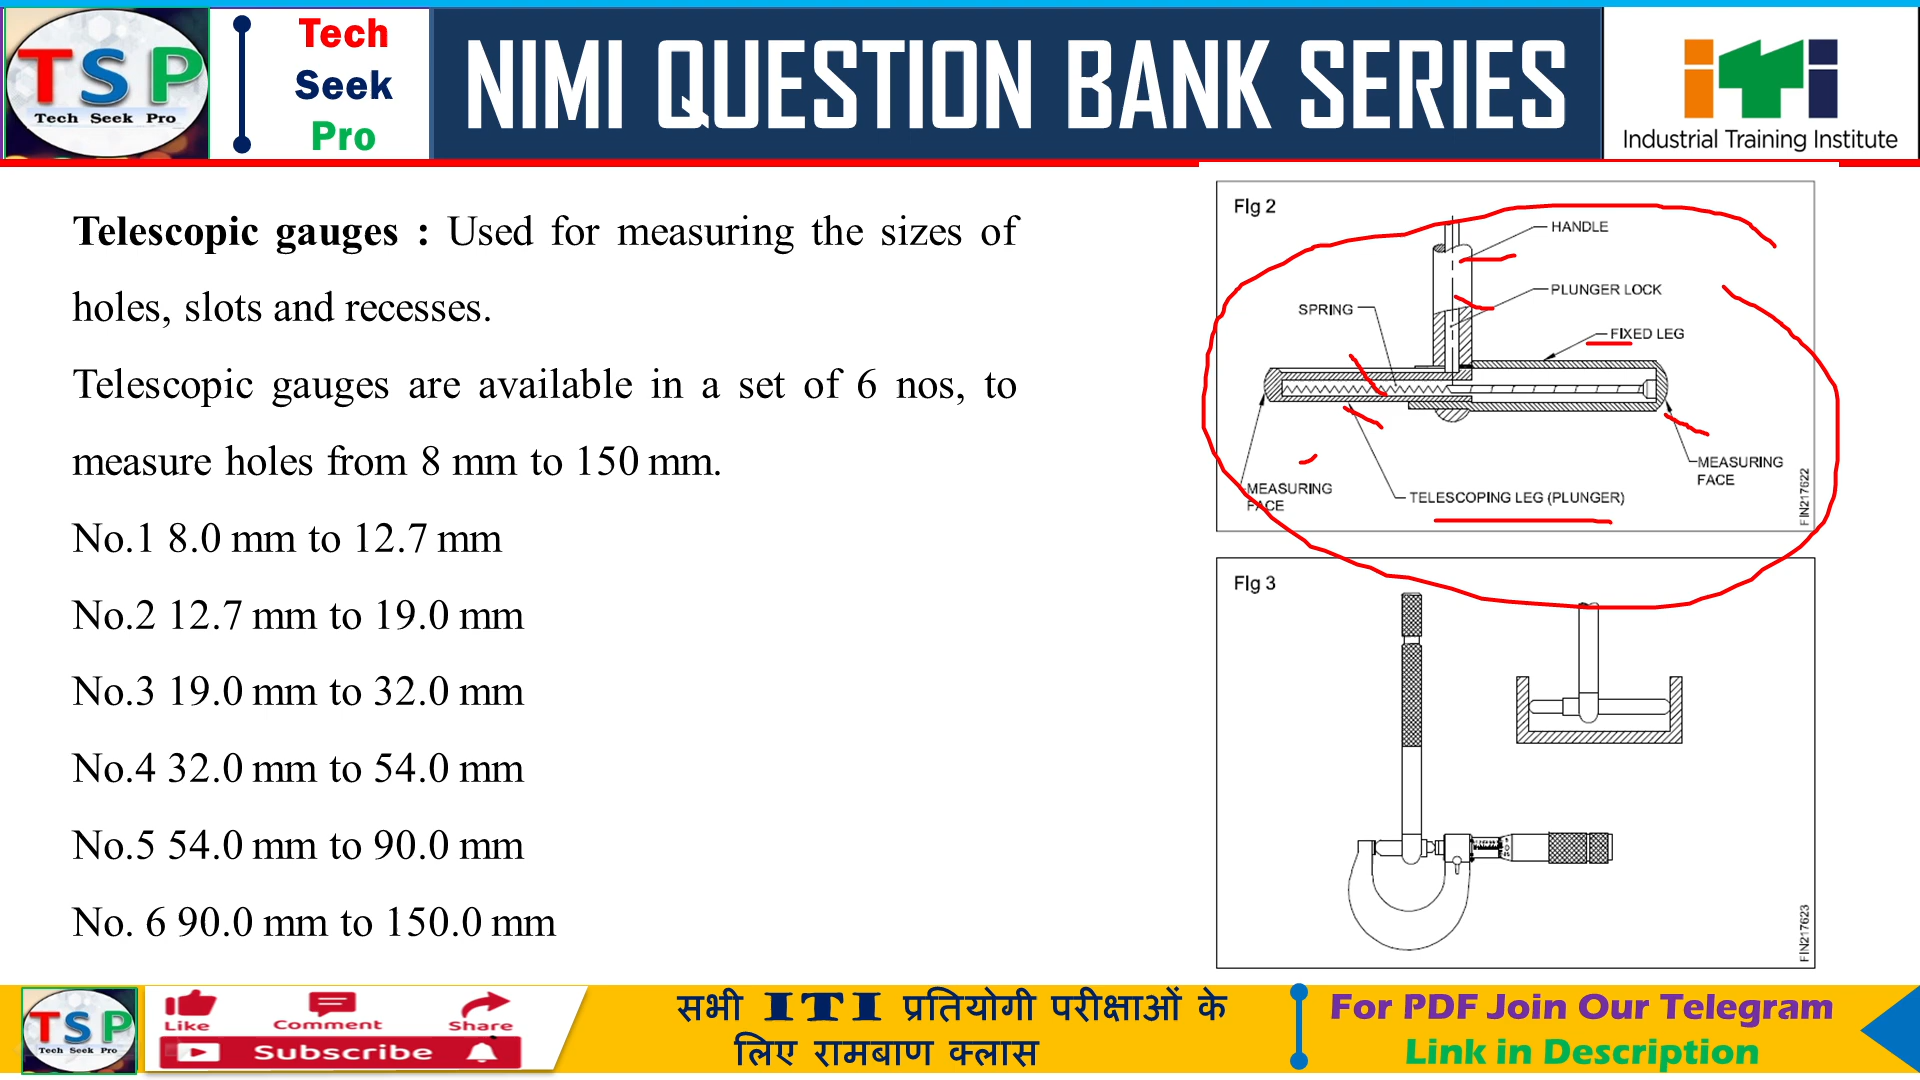 TSP
Tech Seek Pro
Tech
Seek
Pro
NIMI QUESTION BANK SERIES
iTi
Industrial Training Institute
Telescopic gauges : Used for measuring the sizes of
holes, slots and recesses.
Telescopic gauges are available in a set of 6 nos, to
measure holes from 8 mm to 150 mm.
No.1 8.0 mm to 12.7 mm
No.2 12.7 mm to 19.0 mm
No.3 19.0 mm to 32.0 mm
No.4 32.0 mm to 54.0 mm
No.5 54.0 mm to 90.0 mm
No. 6 90.0 mm to 150.0 mm
FIg 2
HANDLE
PLUNGER LOCK
SPRING
FIXED LEG
MEASURING
FACE
TELESCOPING LEG (PLUNGER)
MEASURING
FACE
FIN217622
FIg 3
FIN217623
TSP
Tech Seek Pro
Like
Comment
Share
Subscribe
सभी ITI प्रतियोगी परीक्षाओं के
लिए रामबाण क्लास
For PDF Join Our Telegram
Link in Description